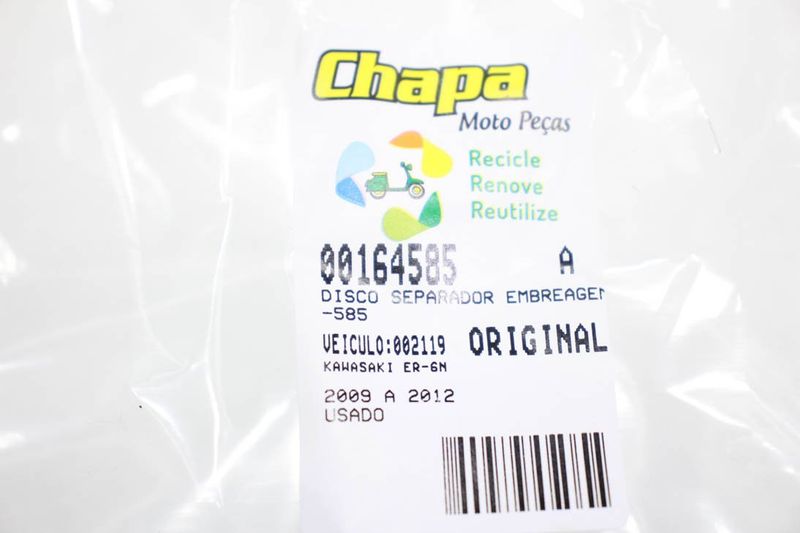 Chapa
Moto Peças
Recicle
Renove
Reutilize
00164585 A
DISCO SEPARADOR EMBREAGEM
-585
VEICULO:002119 ORIGINAL
KAWASAKI ER-6N
2009 A 2012
USADO